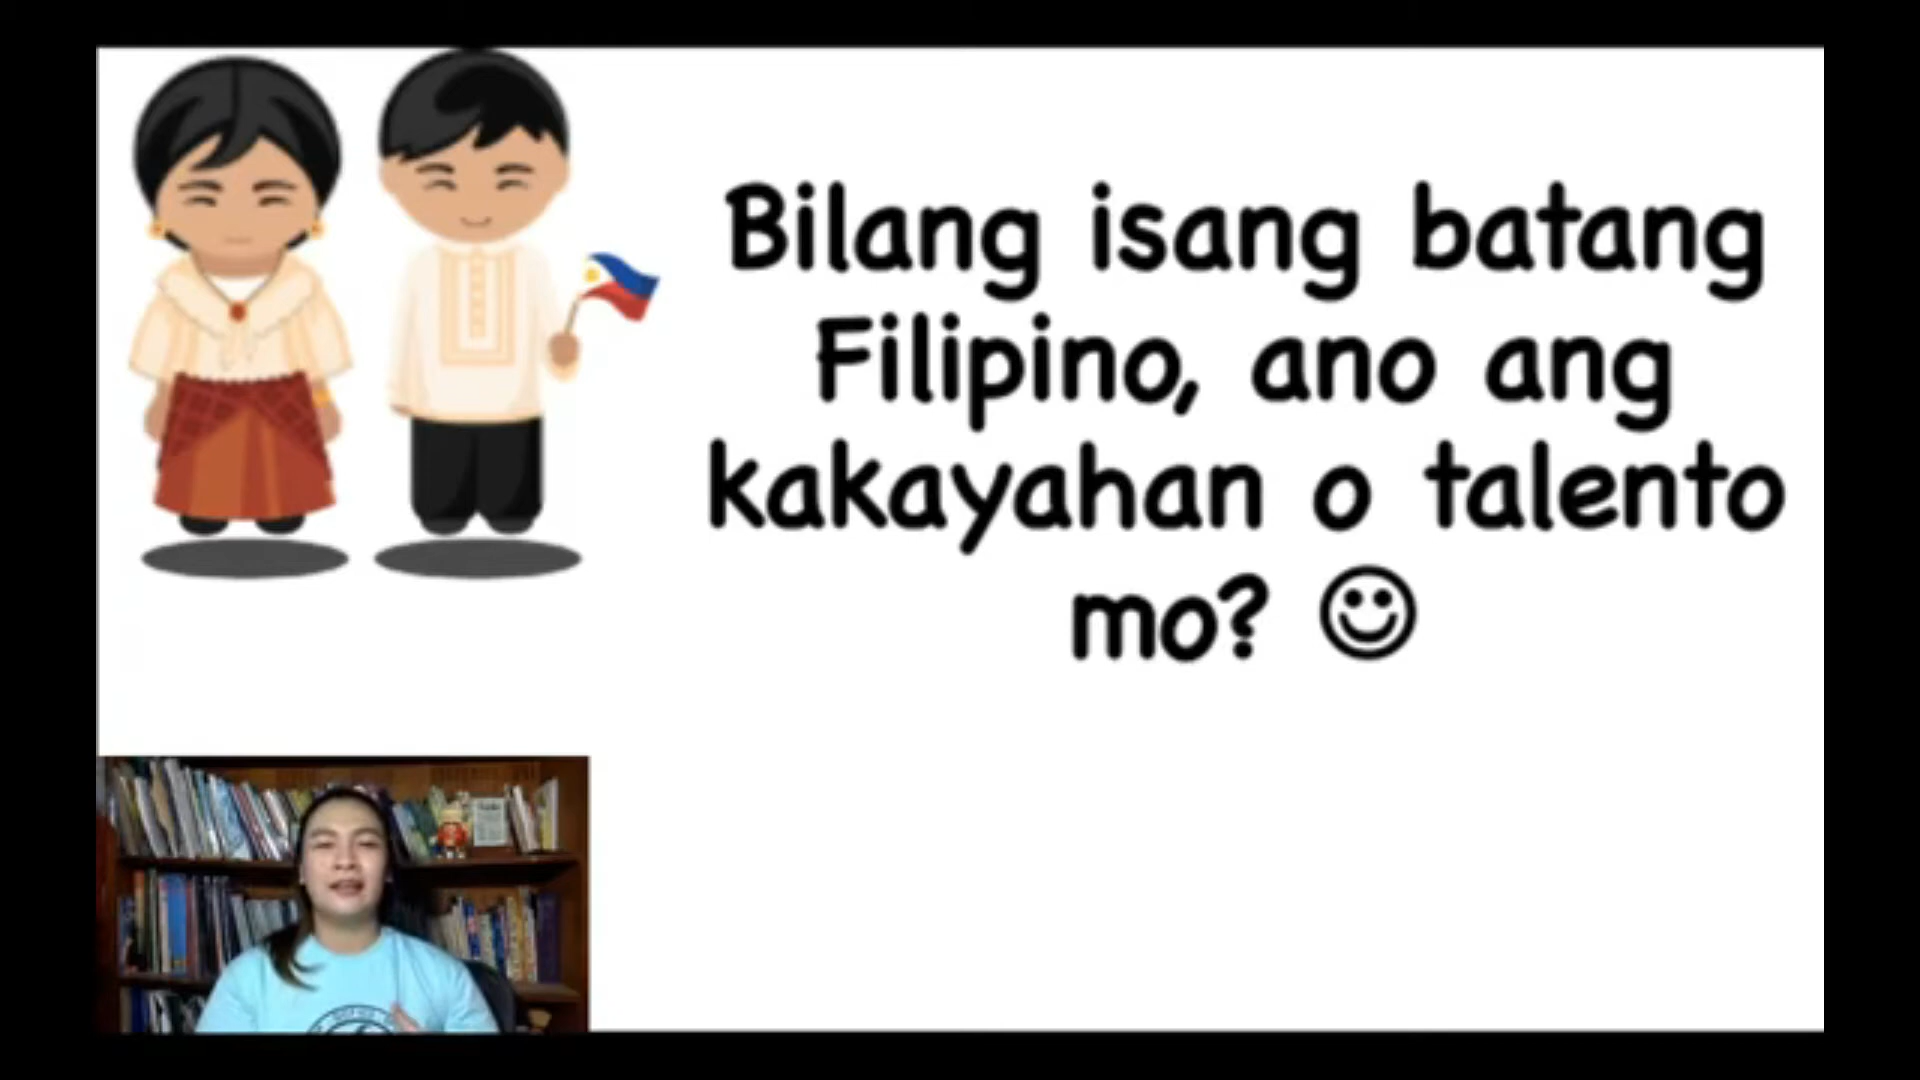 Bilang isang batang
Filipino, ano ang
kakayahan o talento
mo? ☺